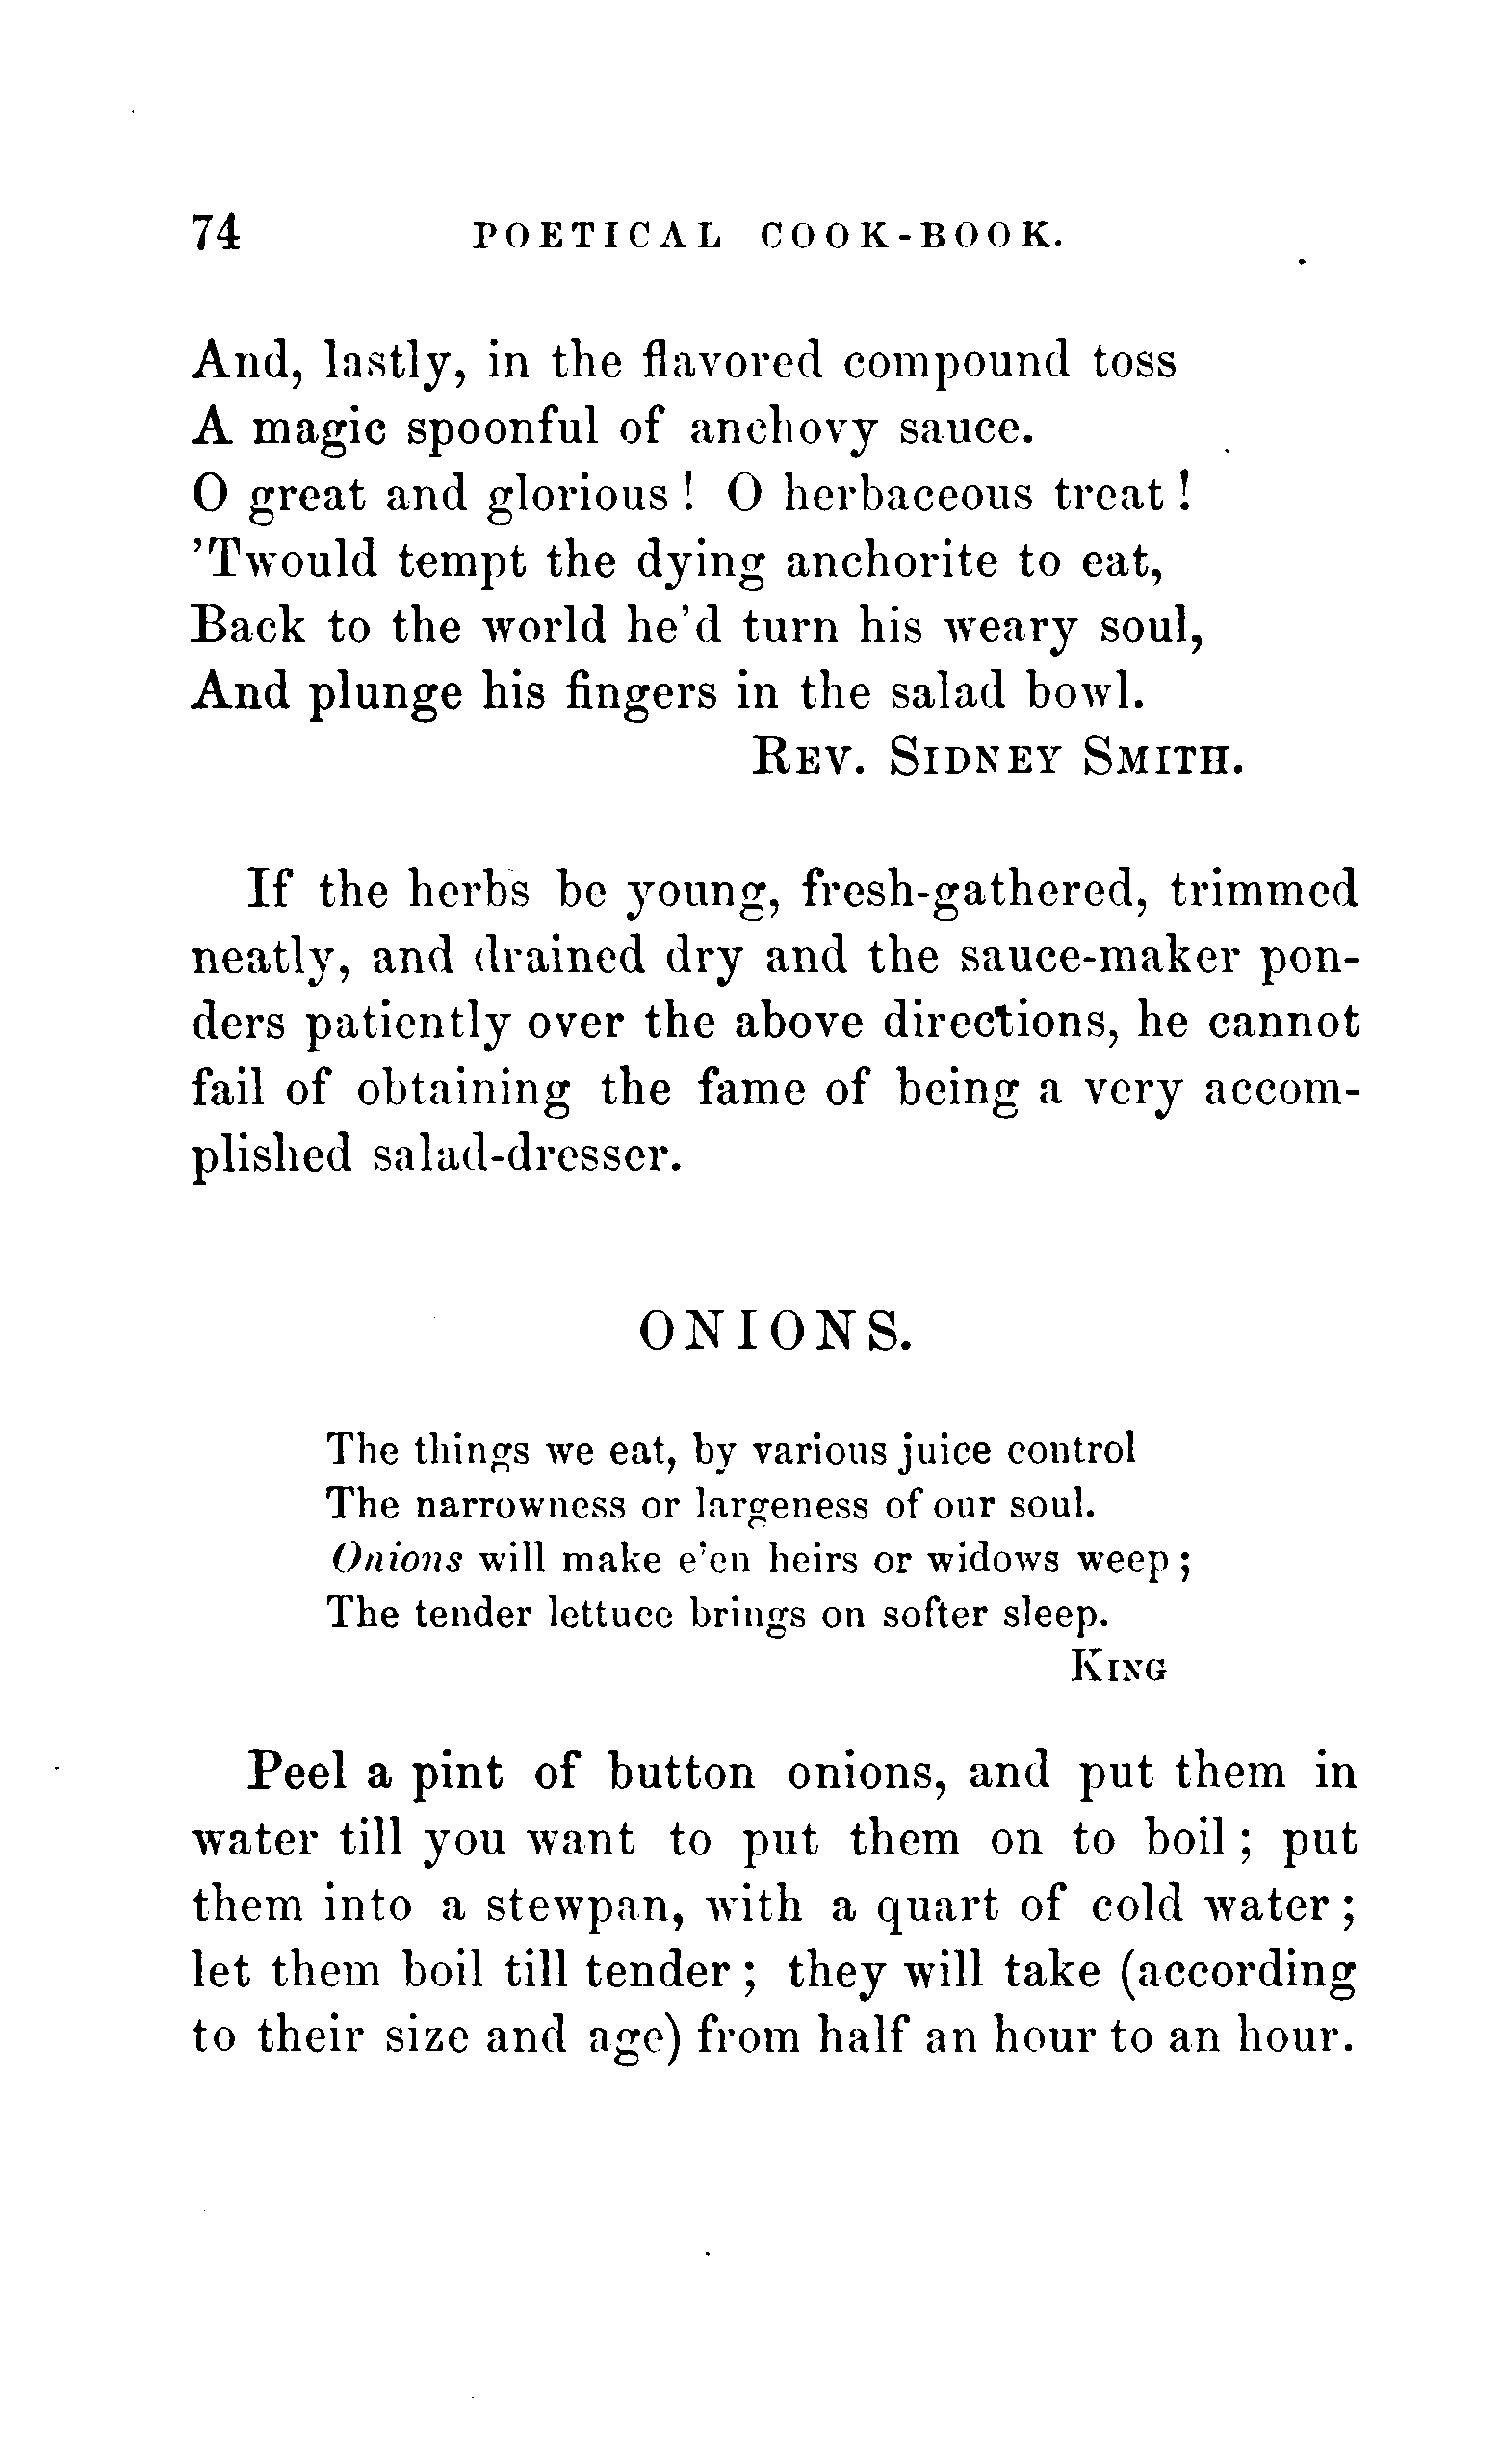 74 POETICAL COOK-BOOK.
And, lastly, in the flavored compound toss
A magic spoonful of anchovy sauce.
O great and glorious! O herbaceous treat!
'Twould tempt the dying anchorite to eat,
Back to the world he'd turn his weary soul,
And plunge his fingers in the salad bowl.
REV. SIDNEY SMITH.
If the herbs be young, fresh-gathered, trimmed
neatly, and drained dry and the sauce-maker pon-
ders patiently over the above directions, he cannot
fail of obtaining the fame of being a very accom-
plished salad-dresser.
ONIONS.
The things we eat, by various juice control
The narrowness or largeness of our soul.
Onions will make e'en heirs or widows weep;
The tender lettuce brings on softer sleep.
KING
Peel a pint of button onions, and put them in
water till you want to put them on to boil; put
them into a stewpan, with a quart of cold water;
let them boil till tender; they will take (according
to their size and age) from half an hour to an hour.